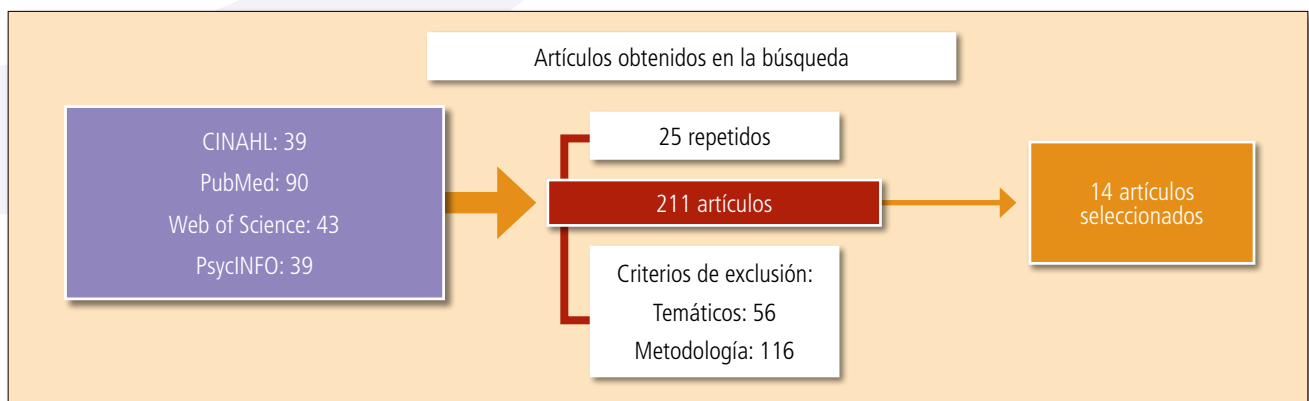 Artículos obtenidos en la búsqueda
CINAHL: 39
PubMed: 90
Web of Science: 43
PsycINFO: 39
25 repetidos
211 artículos
Criterios de exclusión:
Temáticos: 56
Metodología: 116
14 artículos
seleccionados